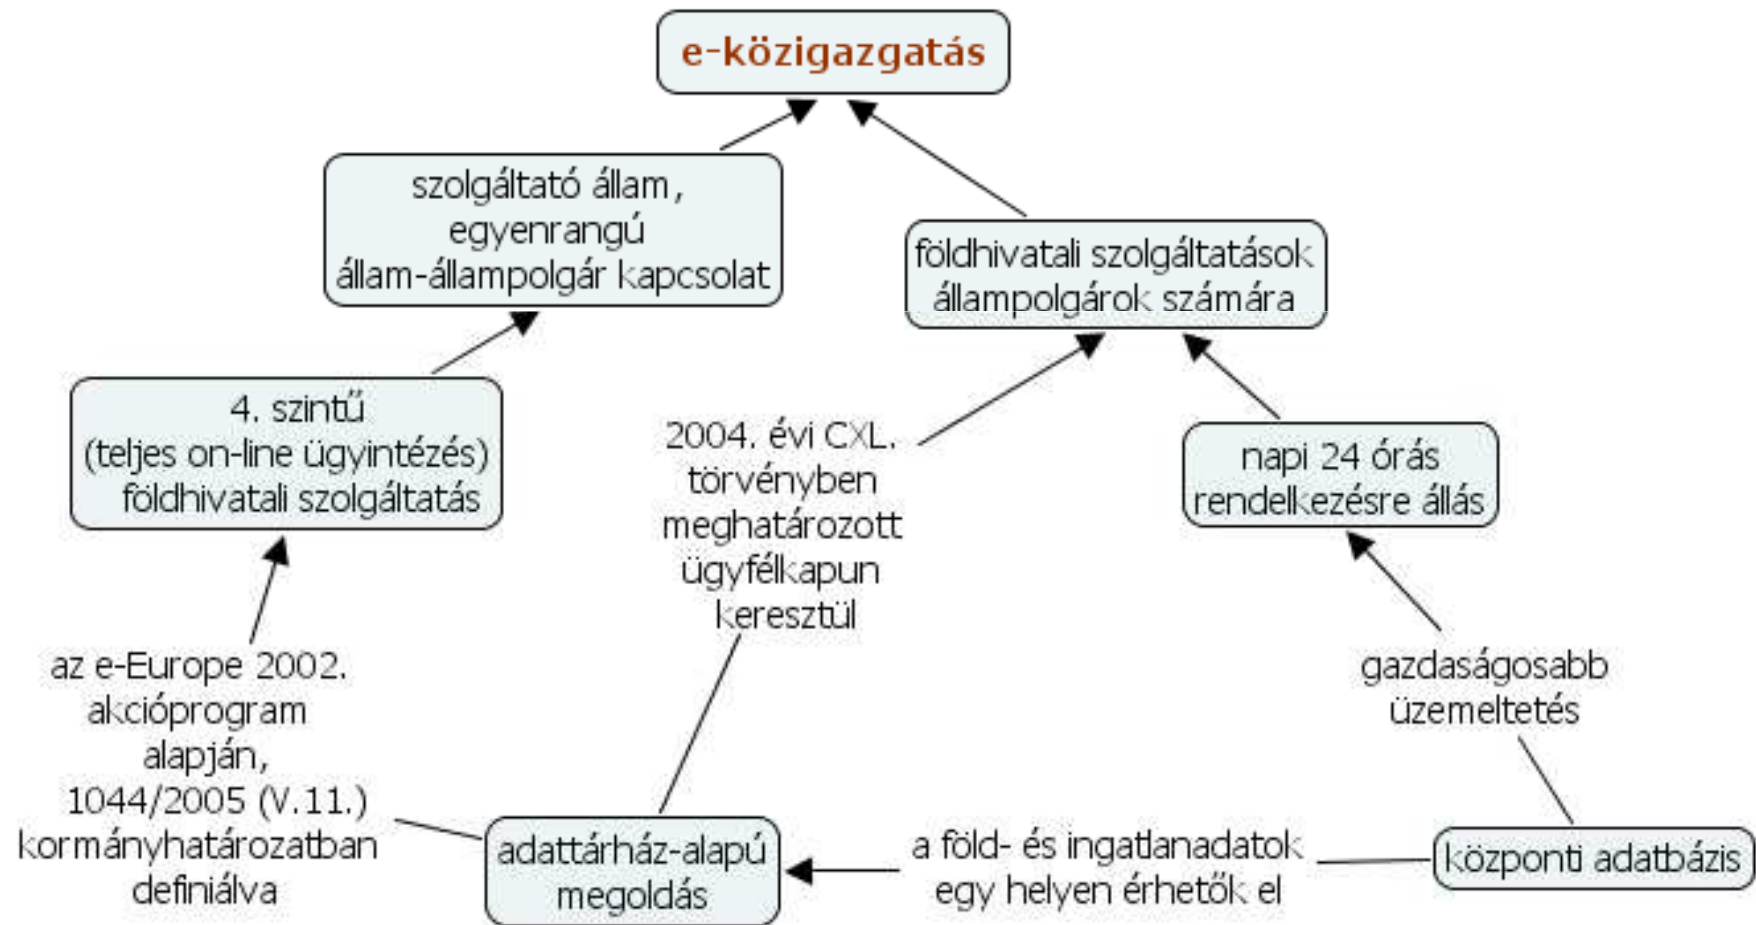 e-közigazgatás
szolgáltató állam,
egyenrangú
állam-állampolgár kapcsolat
földhivatali szolgáltatások
állampolgárok számára
4. szintű
(teljes on-line ügyintézés)
földhivatali szolgáltatás
2004. évi CXL.
törvényben
meghatározott
ügyfélkapun
keresztül
napi 24 órás
rendelkezésre állás
az e-Europe 2002.
akcióprogram
alapján,
1044/2005 (V.11.)
kormányhatározatban
definiálva
gazdaságosabb
üzemeltetés
adattárház-alapú
megoldás
a föld- és ingatlanadatok
egy helyen érhetők el
központi adatbázis